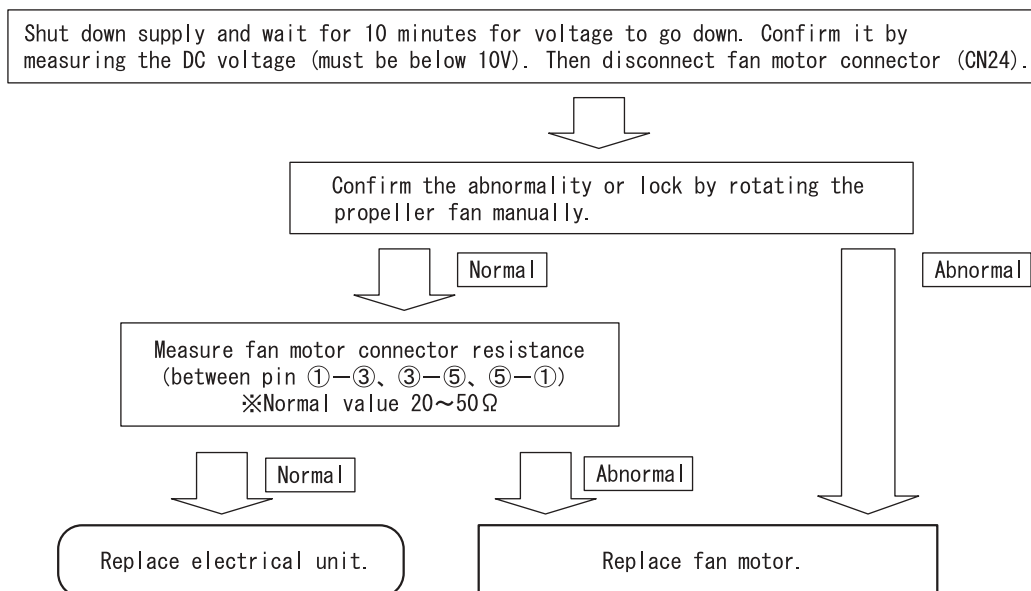 Shut down supply and wait for 10 minutes for voltage to go down. Confirm it by
measuring the DC voltage (must be below 10V). Then disconnect fan motor connector (CN24).
Confirm the abnormality or lock by rotating the
propeller fan manually.
Normal
Abnormal
Measure fan motor connector resistance
(between pin ①－③、③－⑤、⑤－①)
※Normal value 20～50Ω
Normal
Abnormal
Replace electrical unit.
Replace fan motor.